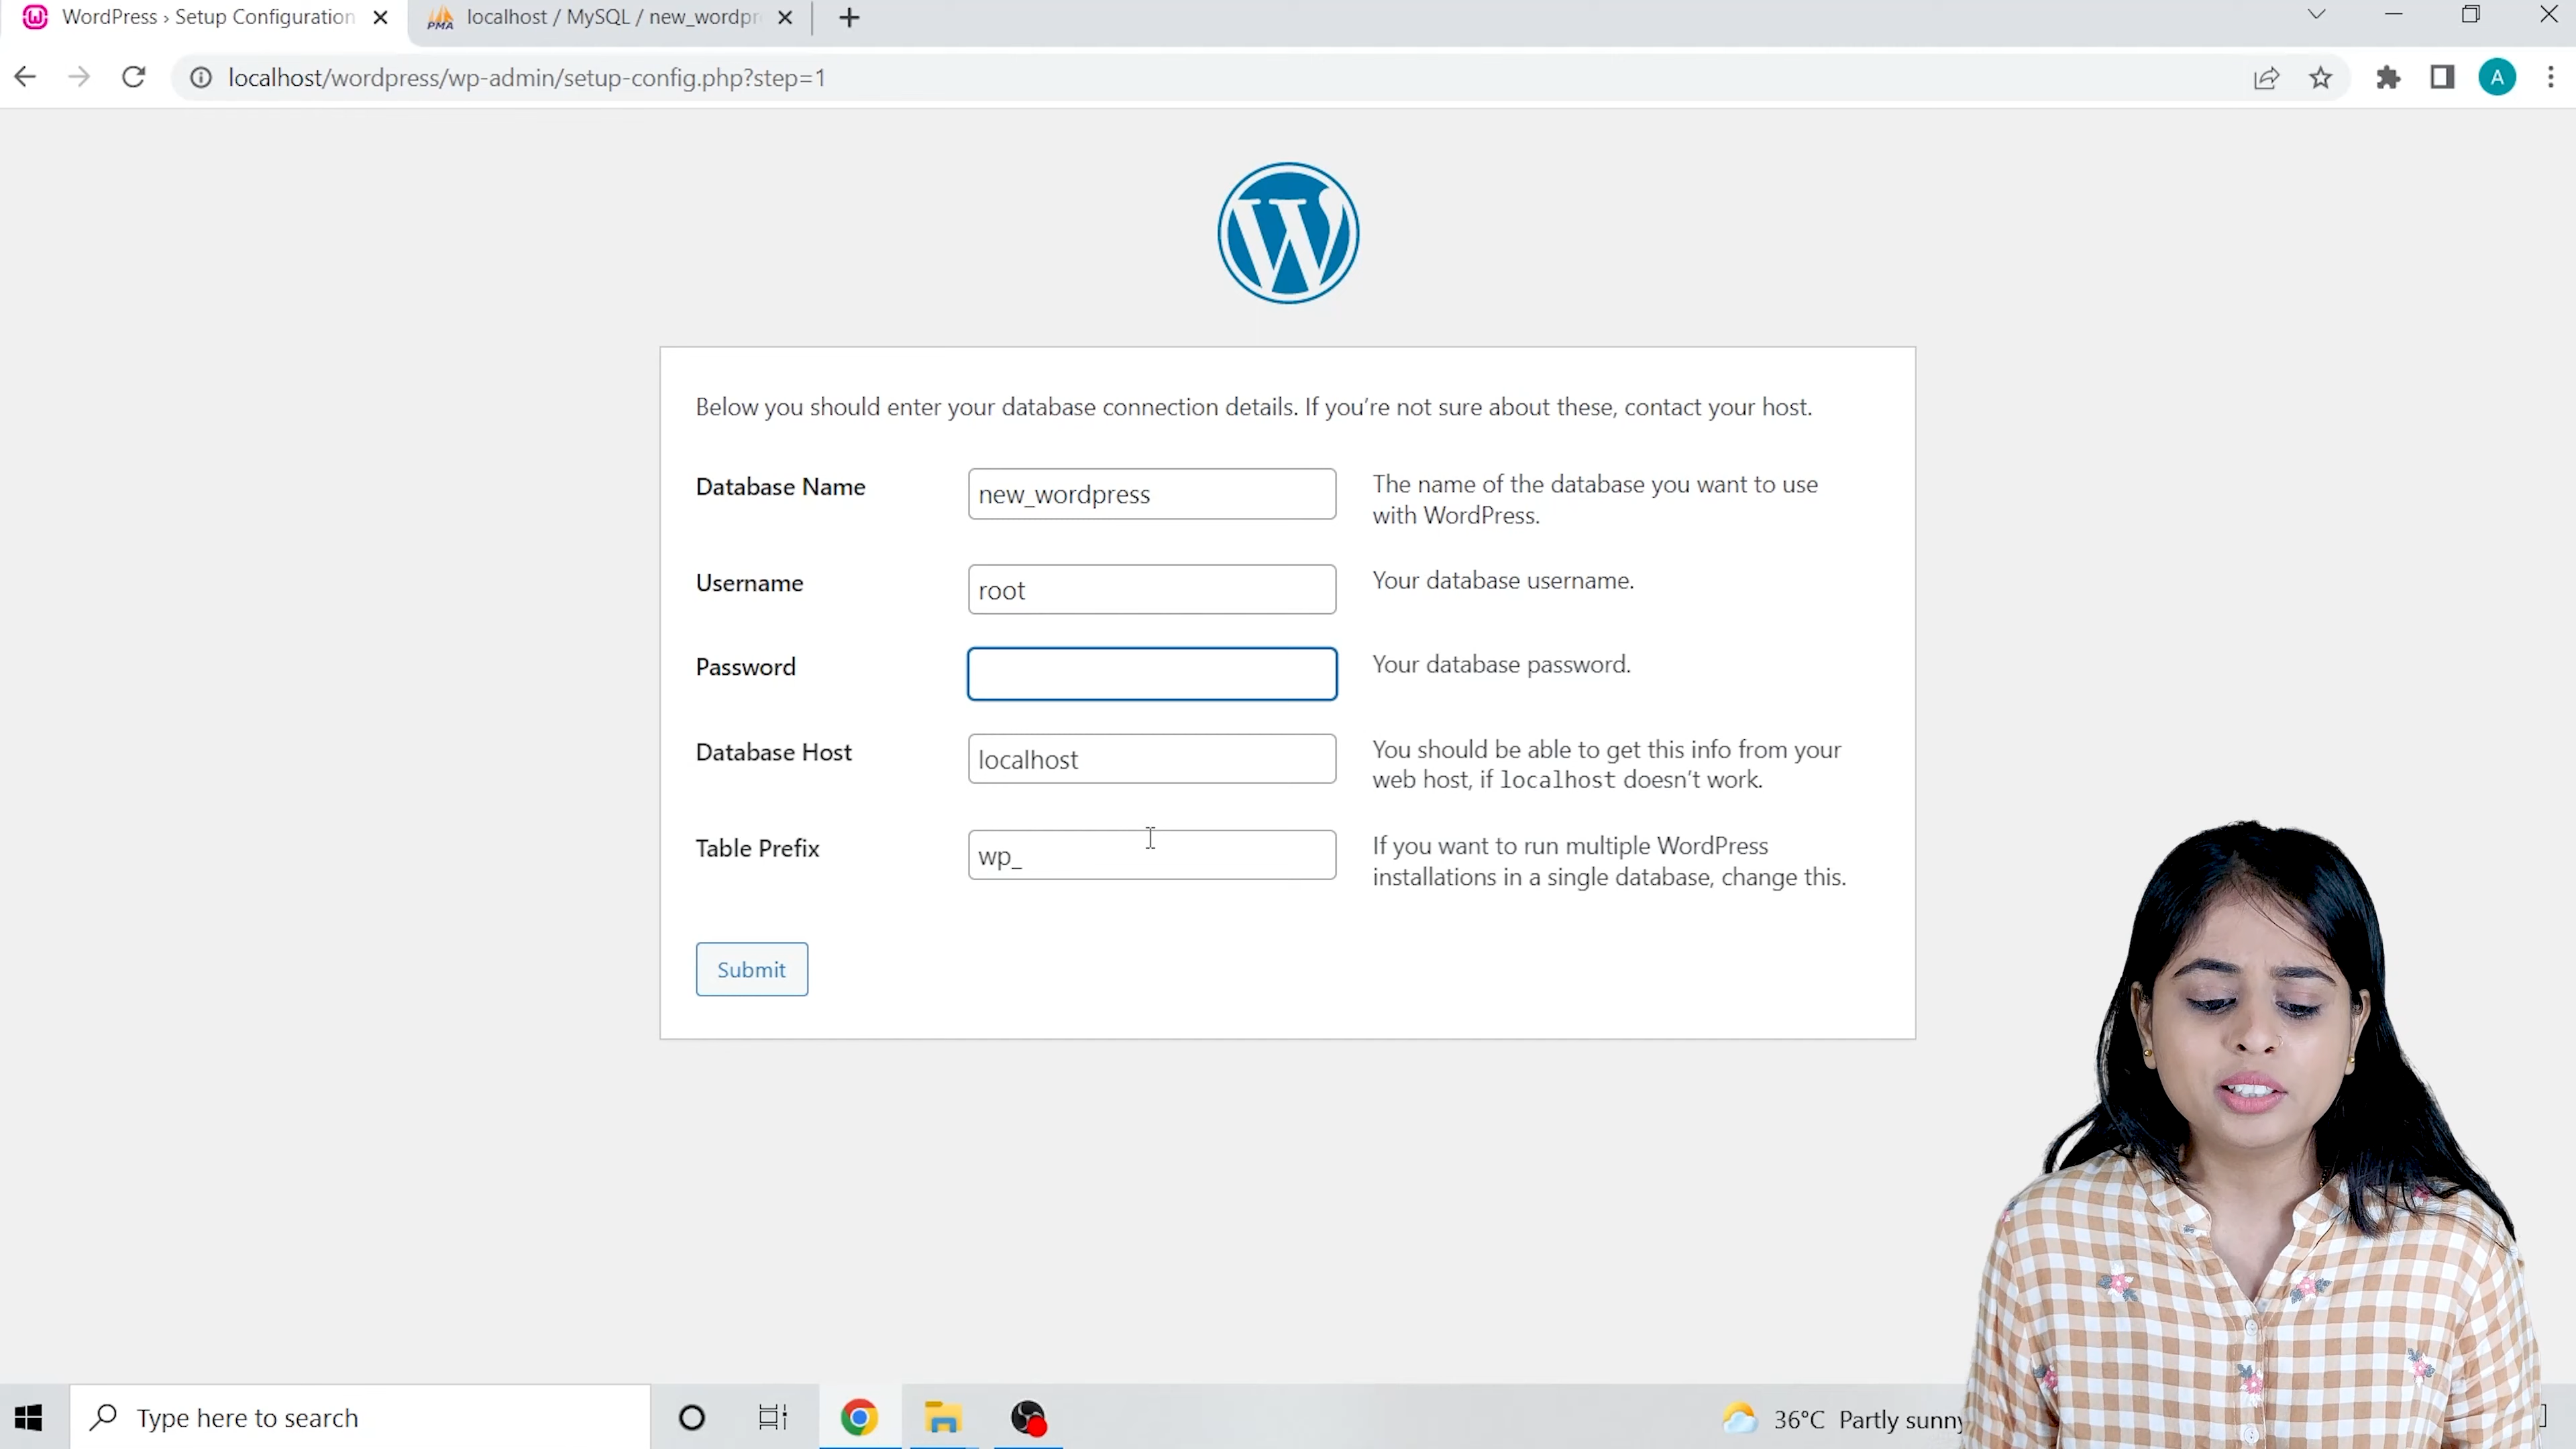 WordPress › Setup Configuration
PMA localhost / MySQL / new_wordpr
localhost/wordpress/wp-admin/setup-config.php?step=1
A
W
Below you should enter your database connection details. If you’re not sure about these, contact your host.
Database Name
new_wordpress
The name of the database you want to use
with WordPress.
Username
root
Your database username.
Password
Your database password.
Database Host
localhost
You should be able to get this info from your
web host, if localhost doesn’t work.
Table Prefix
wp_
If you want to run multiple WordPress
installations in a single database, change this.
Submit
Type here to search
36°C Partly sunny